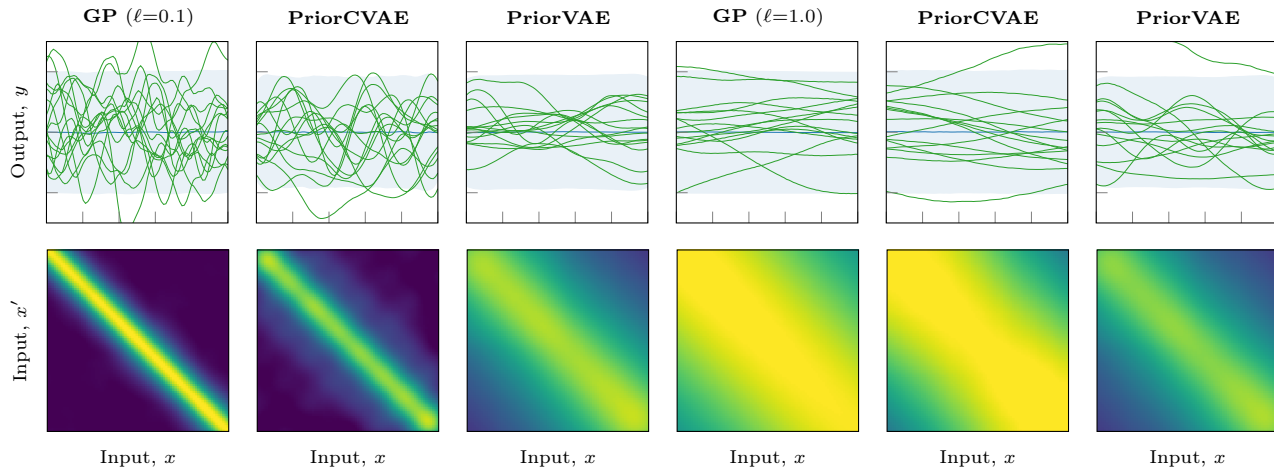 GP (ℓ=0.1) PriorCVAE PriorVAE GP (ℓ=1.0) PriorCVAE PriorVAE
Output, y
Input, x′
Input, x Input, x Input, x Input, x Input, x Input, x